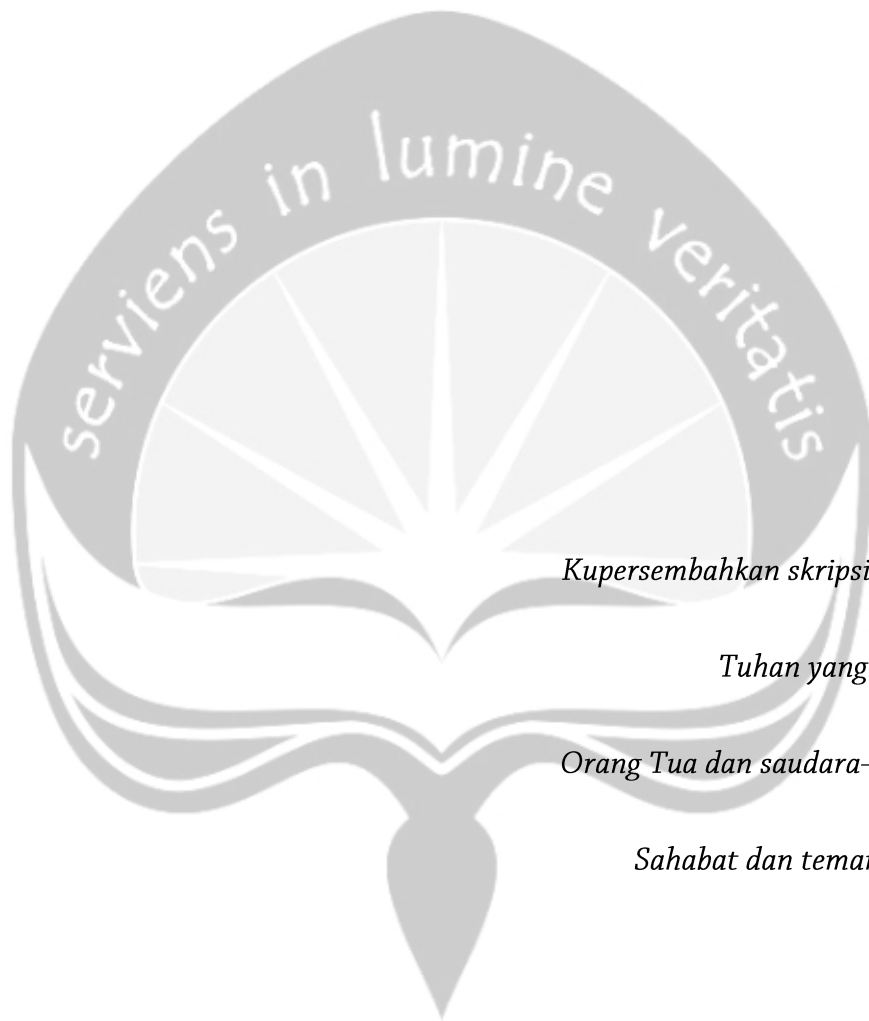 serviens in lumine veritatis
Kupersembahkan skripsi
Tuhan yang
Orang Tua dan saudara-
Sahabat dan